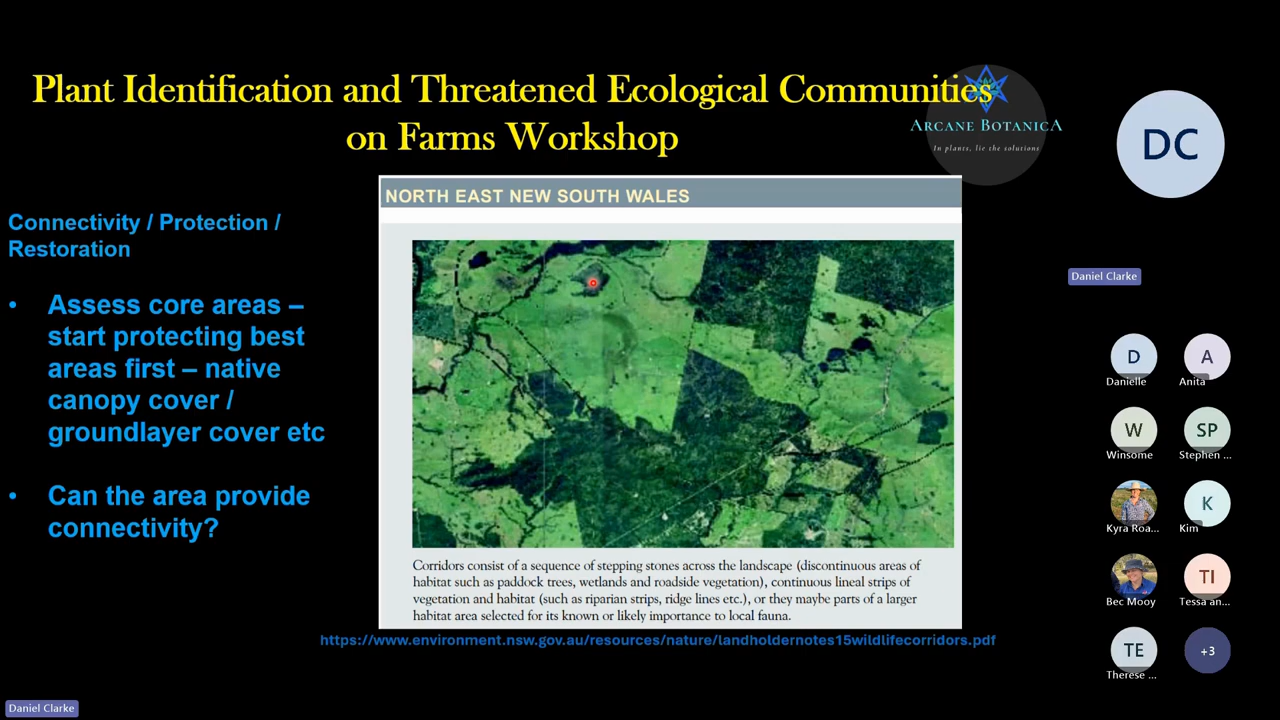 Plant Identification and Threatened Ecological Communities
on Farms Workshop
ARCANE BOTANICA
In plants, lie the solutions
DC
Daniel Clarke
NORTH EAST NEW SOUTH WALES
Connectivity / Protection /
Restoration
• Assess core areas –
start protecting best
areas first – native
canopy cover /
groundlayer cover etc
• Can the area provide
connectivity?
Corridors consist of a sequence of stepping stones across the landscape (discontinuous areas of
habitat such as paddock trees, wetlands and roadside vegetation), continuous lineal strips of
vegetation and habitat (such as riparian strips, ridge lines etc.), or they maybe parts of a larger
habitat area selected for its known or likely importance to local fauna.
https://www.environment.nsw.gov.au/resources/nature/landholdernotes15wildlifecorridors.pdf
D
Danielle
A
Anita
W
Winsome
SP
Stephen ...
Kyra Roa...
K
Kim
Bec Mooy
TI
Tessa an...
TE
Therese ...
+3
Daniel Clarke